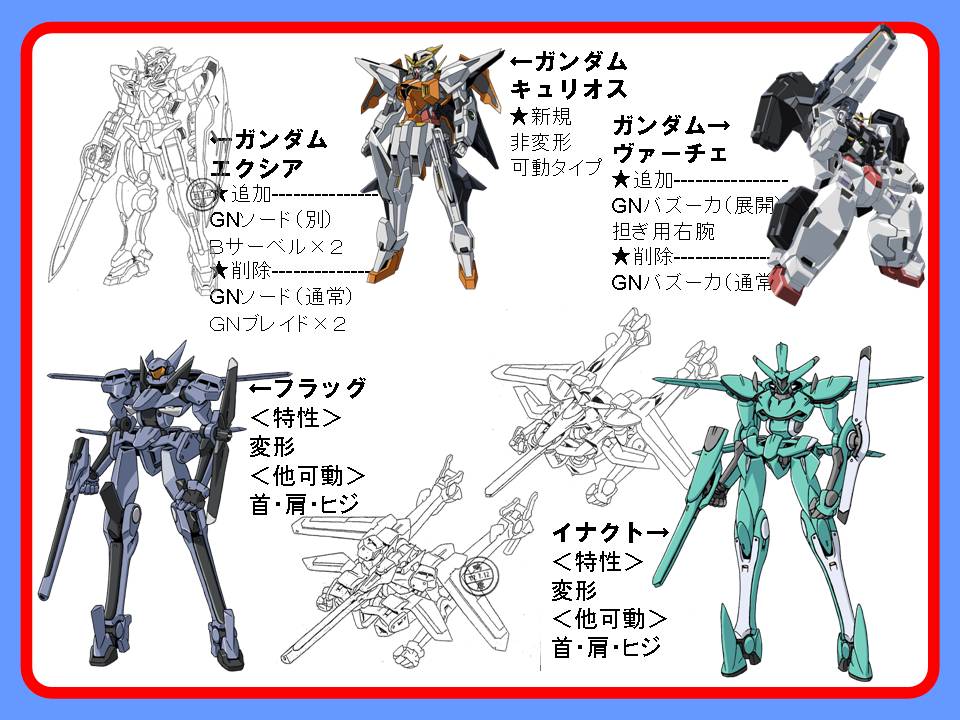 ←ガンダム
エクシア
★追加---------------
GNソード（別）
Bサーベル×2
★削除--------------
GNソード（通常）
GNブレイド×2
←ガンダム
キュリオス
★新規
非変形
可動タイプ
ガンダム→
ヴァーチェ
★追加----------------
GNバズーカ（展開）
担ぎ用右腕
★削除--------------
GNバズーカ（通常
←フラッグ
＜特性＞
変形
＜他可動＞
首・肩・ヒジ
イナクト→
＜特性＞
変形
＜他可動＞
首・肩・ヒジ